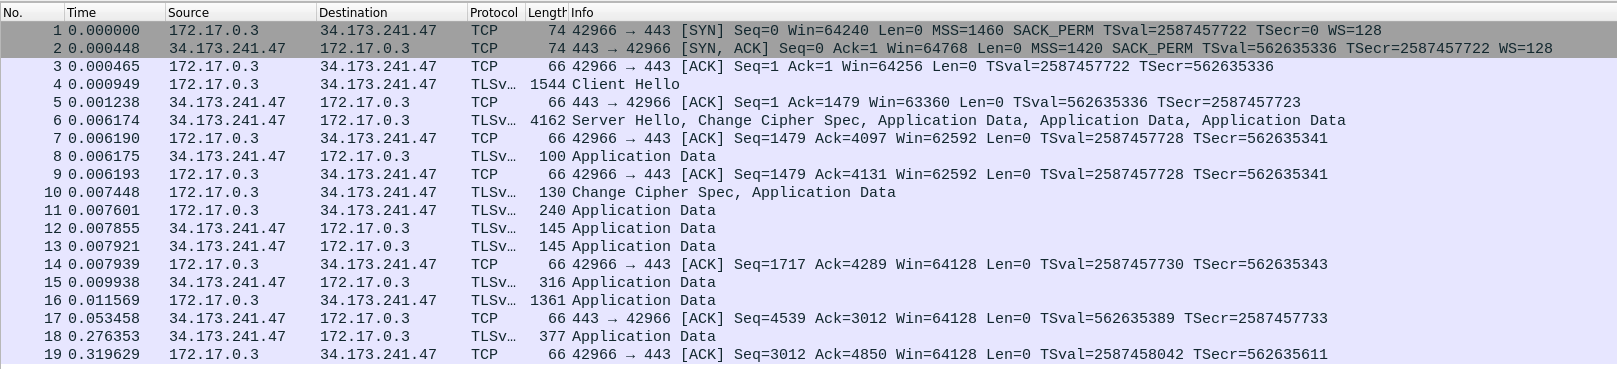 No. Time Source Destination Protocol Length Info
1 0.000000 172.17.0.3 34.173.241.47 TCP 74 42966 → 443 [SYN] Seq=0 Win=64240 Len=0 MSS=1460 SACK_PERM TSval=2587457722 TSecr=0 WS=128
2 0.000448 34.173.241.47 172.17.0.3 TCP 74 443 → 42966 [SYN, ACK] Seq=0 Ack=1 Win=64768 Len=0 MSS=1420 SACK_PERM TSval=562635336 TSecr=2587457722 WS=128
3 0.000465 172.17.0.3 34.173.241.47 TCP 66 42966 → 443 [ACK] Seq=1 Ack=1 Win=64256 Len=0 TSval=2587457722 TSecr=562635336
4 0.000949 172.17.0.3 34.173.241.47 TLSv… 1544 Client Hello
5 0.001238 34.173.241.47 172.17.0.3 TCP 66 443 → 42966 [ACK] Seq=1 Ack=1479 Win=63360 Len=0 TSval=562635336 TSecr=2587457723
6 0.006174 34.173.241.47 172.17.0.3 TLSv… 4162 Server Hello, Change Cipher Spec, Application Data, Application Data, Application Data
7 0.006190 172.17.0.3 34.173.241.47 TCP 66 42966 → 443 [ACK] Seq=1479 Ack=4097 Win=62592 Len=0 TSval=2587457728 TSecr=562635341
8 0.006175 34.173.241.47 172.17.0.3 TLSv… 100 Application Data
9 0.006193 172.17.0.3 34.173.241.47 TCP 66 42966 → 443 [ACK] Seq=1479 Ack=4131 Win=62592 Len=0 TSval=2587457728 TSecr=562635341
10 0.007448 172.17.0.3 34.173.241.47 TLSv… 130 Change Cipher Spec, Application Data
11 0.007601 172.17.0.3 34.173.241.47 TLSv… 240 Application Data
12 0.007855 34.173.241.47 172.17.0.3 TLSv… 145 Application Data
13 0.007921 34.173.241.47 172.17.0.3 TLSv… 145 Application Data
14 0.007939 172.17.0.3 34.173.241.47 TCP 66 42966 → 443 [ACK] Seq=1717 Ack=4289 Win=64128 Len=0 TSval=2587457730 TSecr=562635343
15 0.009938 34.173.241.47 172.17.0.3 TLSv… 316 Application Data
16 0.011569 172.17.0.3 34.173.241.47 TLSv… 1361 Application Data
17 0.053458 34.173.241.47 172.17.0.3 TCP 66 443 → 42966 [ACK] Seq=4539 Ack=3012 Win=64128 Len=0 TSval=562635389 TSecr=2587457733
18 0.276353 34.173.241.47 172.17.0.3 TLSv… 377 Application Data
19 0.319629 172.17.0.3 34.173.241.47 TCP 66 42966 → 443 [ACK] Seq=3012 Ack=4850 Win=64128 Len=0 TSval=2587458042 TSecr=562635611